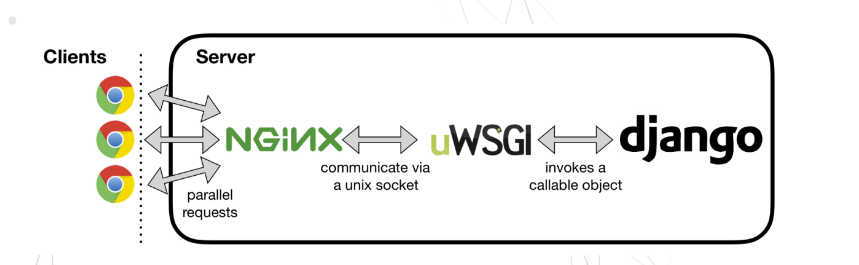 Clients
Server
NGiNX
uWSGI
django
communicate via
a unix socket
invokes a
callable object
parallel
requests